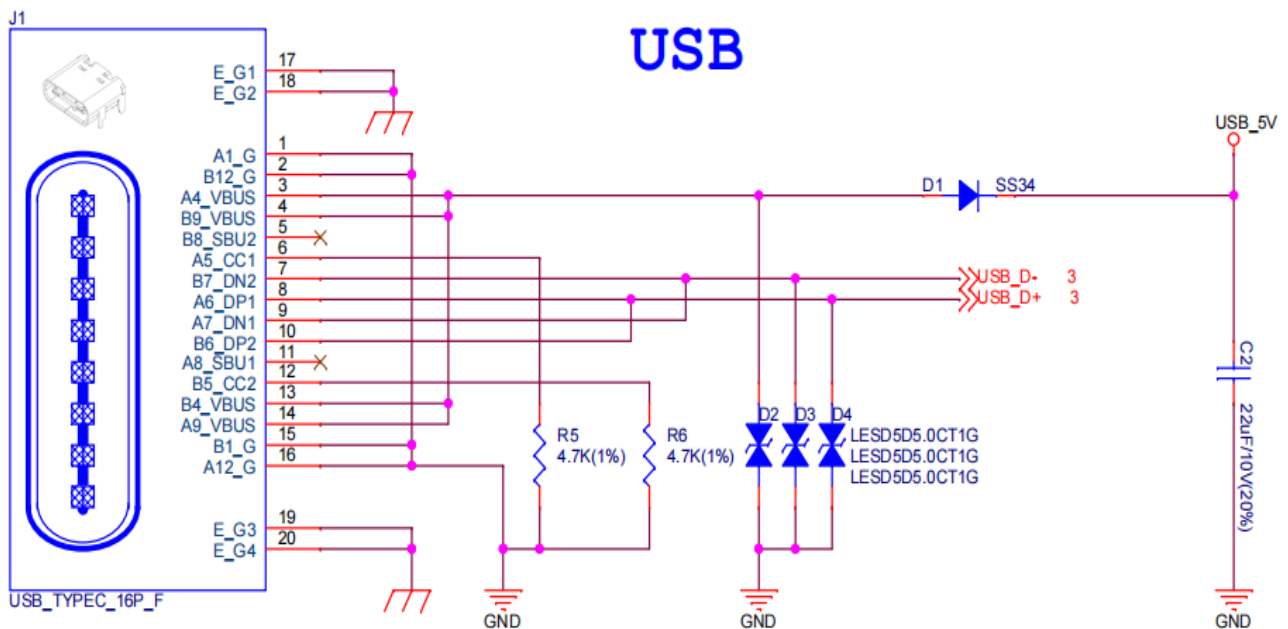 J1
USB
E_G1 17
E_G2 18
USB_5V
A1_G 1
B12_G 2
A4_VBUS 3
D1 SS34
B9_VBUS 4
B8_SBU2 5
A5_CC1 6
B7_DN2 7
USB_D- 3
A6_DP1 8
USB_D+ 3
A7_DN1 9
B6_DP2 10
A8_SBU1 11
B5_CC2 12
C2
22uF/10V(20%)
B4_VBUS 13
A9_VBUS 14
D2 D3 D4
R5
4.7K(1%)
R6
4.7K(1%)
LESD5D5.0CT1G
LESD5D5.0CT1G
LESD5D5.0CT1G
B1_G 15
A12_G 16
E_G3 19
E_G4 20
USB_TYPEC_16P_F
GND
GND
GND